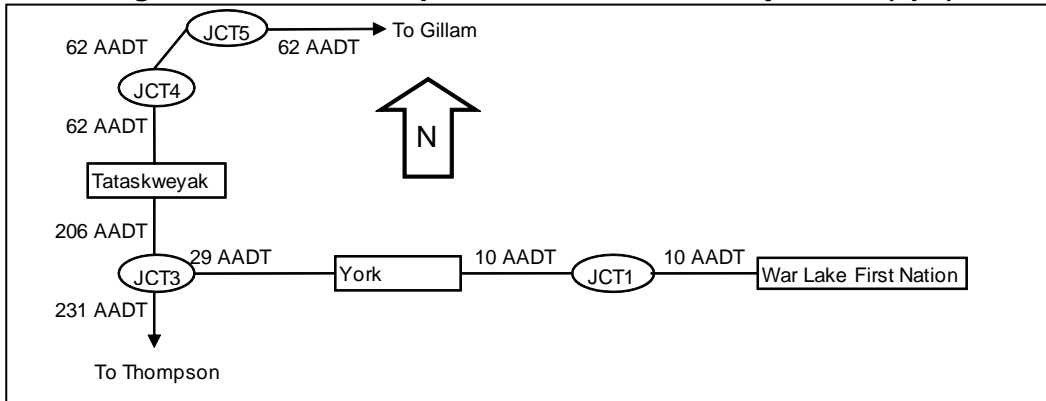 JCT5
To Gillam
62 AADT
62 AADT
JCT4
N
62 AADT
Tataskweyak
206 AADT
29 AADT
10 AADT
10 AADT
JCT3
York
JCT1
War Lake First Nation
231 AADT
To Thompson